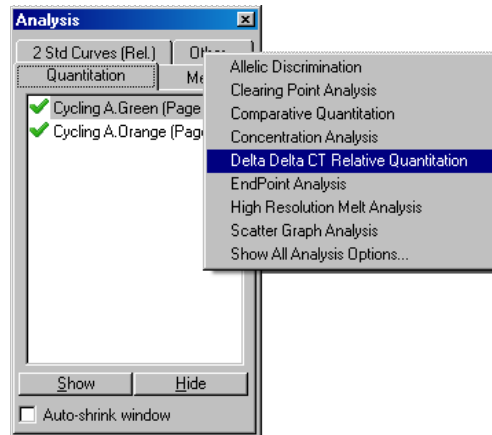 Analysis
2 Std Curves (Rel.)
Quantitation
Cycling A.Green (Page
Cycling A.Orange (Pag
Allelic Discrimination
Clearing Point Analysis
Comparative Quantitation
Concentration Analysis
Delta Delta CT Relative Quantitation
EndPoint Analysis
High Resolution Melt Analysis
Scatter Graph Analysis
Show All Analysis Options...
Show Hide
Auto-shrink window